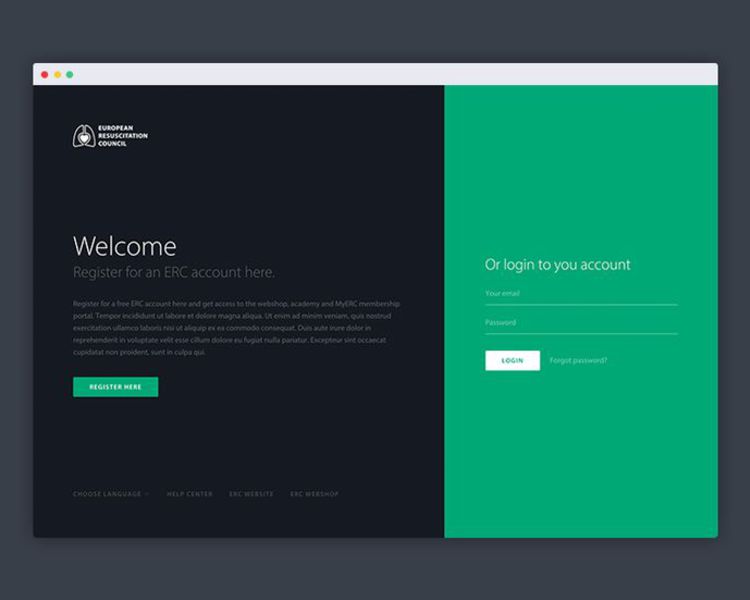 EUROPEAN
RESUSCITATION
COUNCIL
Welcome
Register for an ERC account here.
Register for a free ERC account here and get access to the webshop, academy and MyERC membership
portal. Tempor incididunt ut labore et dolore magna aliqua. Ut enim ad minim veniam, quis nostrud
exercitation ullamco laboris nisi ut aliquip ex ea commodo consequat. Duis aute irure dolor in
reprehenderit in voluptate velit esse cillum dolore eu fugiat nulla pariatur. Excepteur sint occaecat
cupidatat non proident, sunt in culpa qui.
REGISTER HERE
CHOOSE LANGUAGE
HELP CENTER
ERC WEBSITE
ERC WEBSHOP
Or login to you account
Your email
Password
LOGIN
Forgot password?